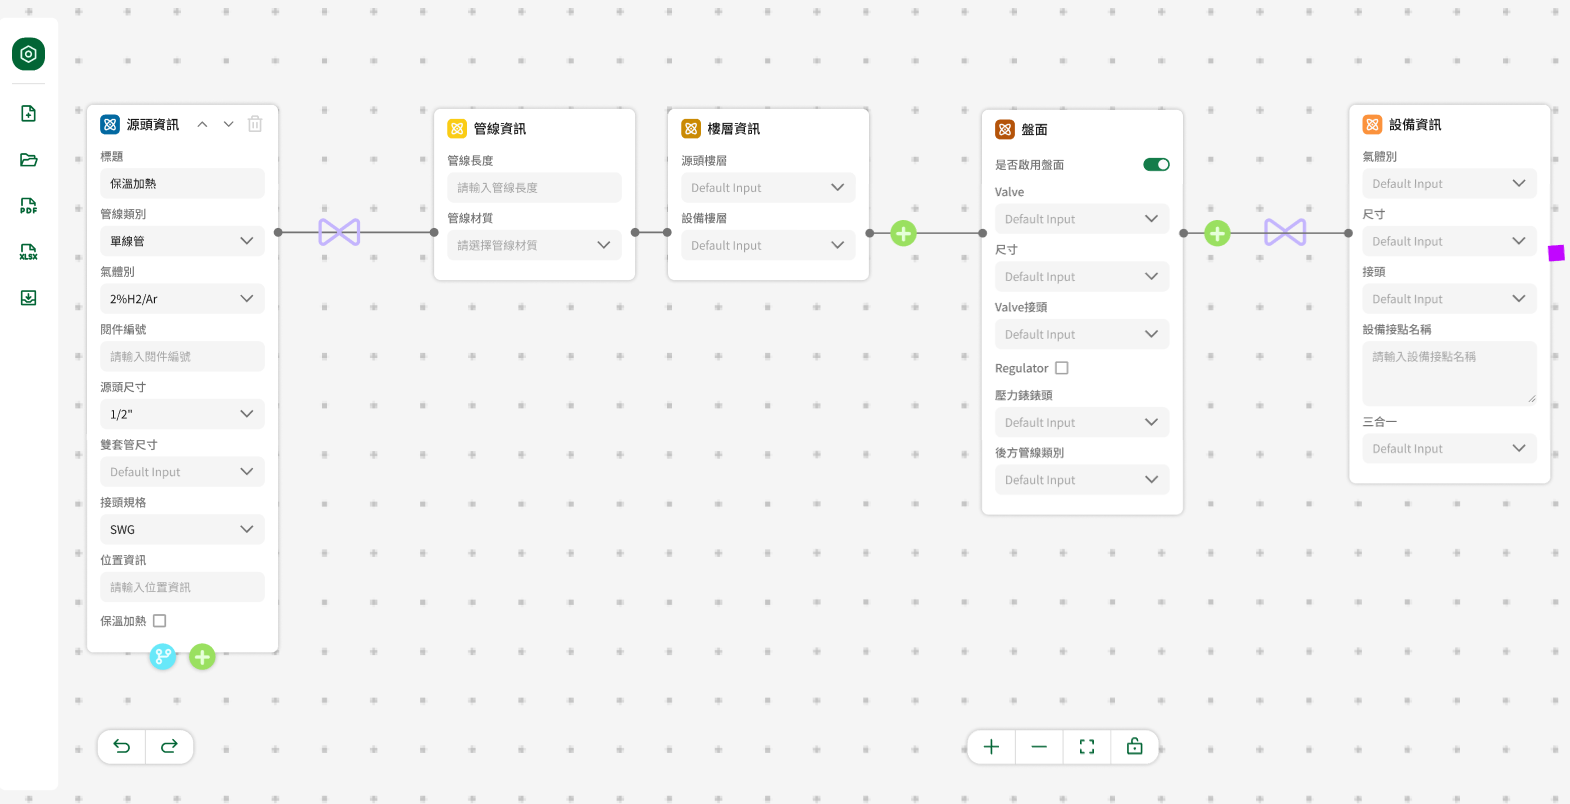 PDF
XLSX
源頭資訊
標題
保溫加熱
管線類別
單線管
氣體別
2%H2/Ar
閥件編號
請輸入閥件編號
源頭尺寸
1/2"
雙套管尺寸
Default Input
接頭規格
SWG
位置資訊
請輸入位置資訊
保溫加熱
管線資訊
管線長度
請輸入管線長度
管線材質
請選擇管線材質
樓層資訊
源頭樓層
Default Input
設備樓層
Default Input
盤面
是否啟用盤面
Valve
Default Input
尺寸
Default Input
Valve接頭
Default Input
Regulator
壓力錶錶頭
Default Input
後方管線類別
Default Input
設備資訊
氣體別
Default Input
尺寸
Default Input
接頭
Default Input
設備接點名稱
請輸入設備接點名稱
三合一
Default Input